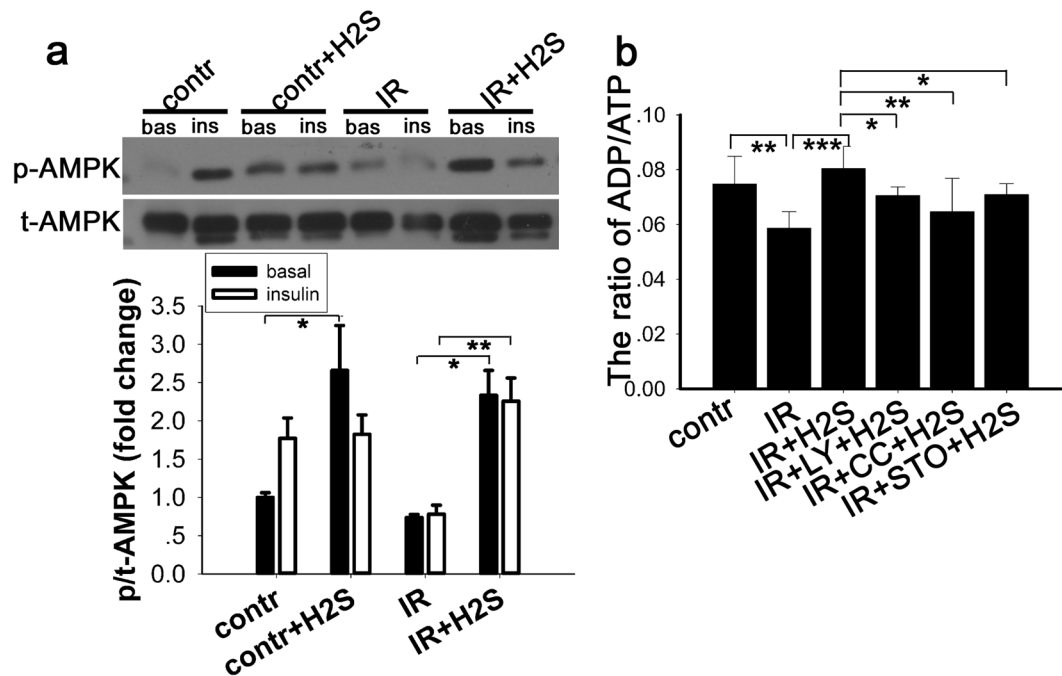 a
contr
contr+H2S
IR
IR+H2S
bas ins bas ins bas ins bas ins
p-AMPK
t-AMPK
basal
insulin
p/t-AMPK (fold change)
3.5
3.0
2.5
2.0
1.5
1.0
.5
0.0
*
*
**
contr
contr+H2S
IR
IR+H2S
b
The ratio of ADP/ATP
.10
.08
.06
.04
.02
0.00
*
**
*
**
***
contr
IR
IR+H2S
IR+LY+H2S
IR+CC+H2S
IR+STO+H2S